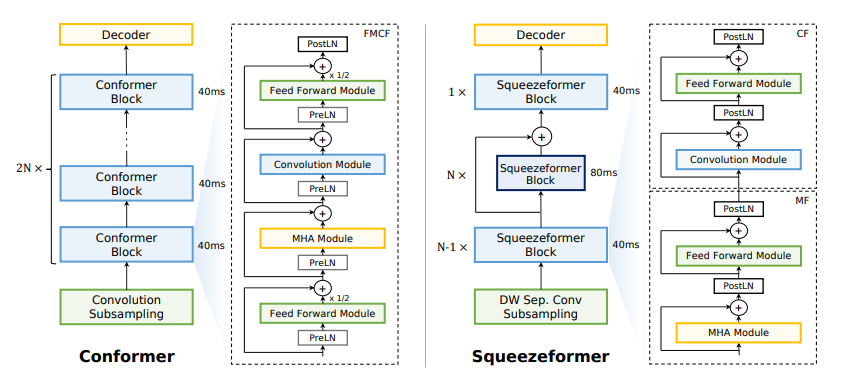 Decoder
Conformer
Block
40ms
2N ×
Conformer
Block
40ms
Conformer
Block
40ms
Convolution
Subsampling
Conformer
FMCF
PostLN
+
x 1/2
Feed Forward Module
PreLN
+
Convolution Module
PreLN
+
MHA Module
PreLN
+
x 1/2
Feed Forward Module
PreLN
Decoder
1 ×
Squeezeformer
Block
40ms
+
N ×
Squeezeformer
Block
80ms
N-1 ×
Squeezeformer
Block
40ms
DW Sep. Conv
Subsampling
Squeezeformer
CF
PostLN
+
Feed Forward Module
PostLN
+
Convolution Module
MF
PostLN
+
Feed Forward Module
PostLN
+
MHA Module